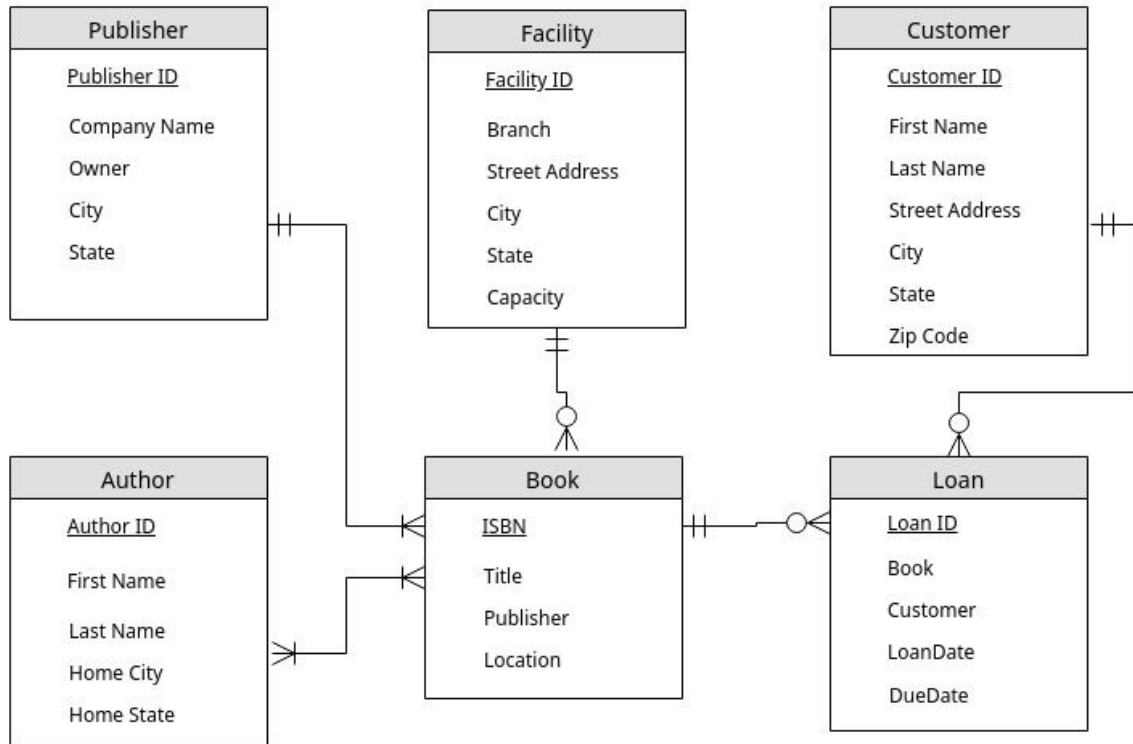 Publisher
Publisher ID
Company Name
Owner
City
State
Facility
Facility ID
Branch
Street Address
City
State
Capacity
Customer
Customer ID
First Name
Last Name
Street Address
City
State
Zip Code
Author
Author ID
First Name
Last Name
Home City
Home State
Book
ISBN
Title
Publisher
Location
Loan
Loan ID
Book
Customer
LoanDate
DueDate